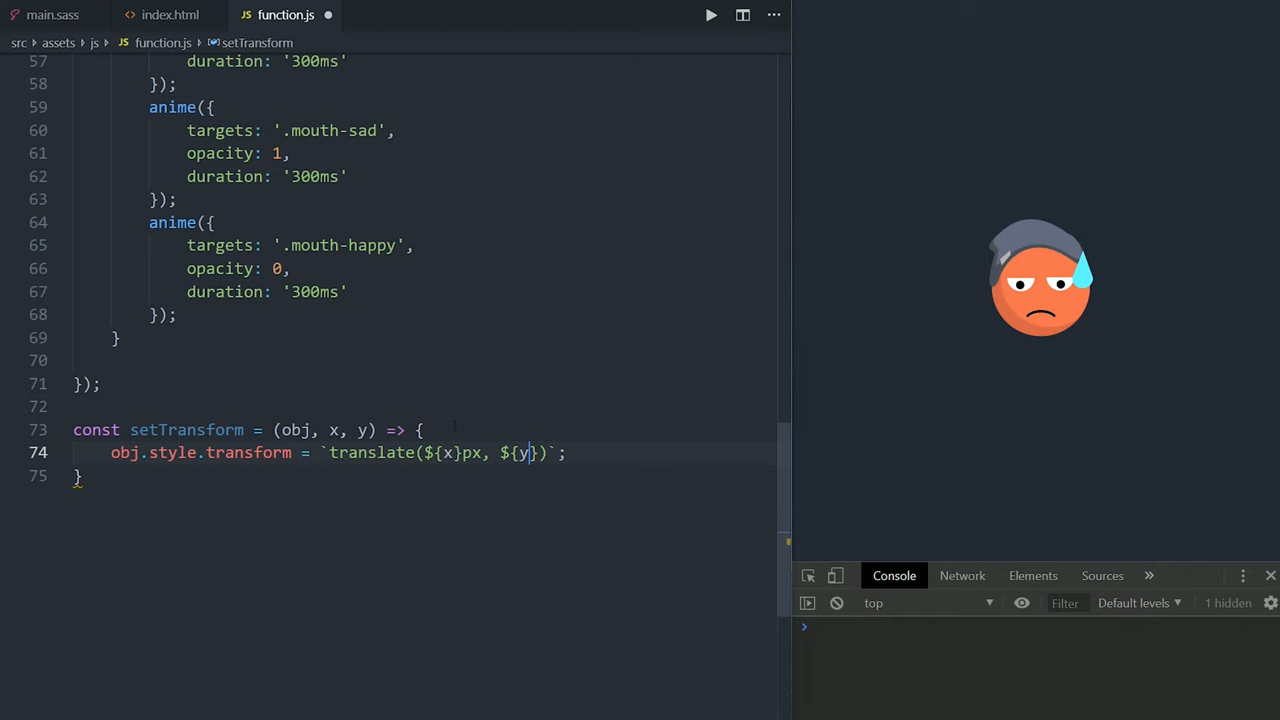 main.sass
<> index.html
JS function.js
src > assets > js > JS function.js > setTransform
57 duration: '300ms'
58 });
59 anime({
60 targets: '.mouth-sad',
61 opacity: 1,
62 duration: '300ms'
63 });
64 anime({
65 targets: '.mouth-happy',
66 opacity: 0,
67 duration: '300ms'
68 });
69 }
70
71 });
72
73 const setTransform = (obj, x, y) => {
74 obj.style.transform = `translate(${x}px, ${y})`;
75 }
Console Network Elements Sources »
top Filter Default levels 1 hidden
>